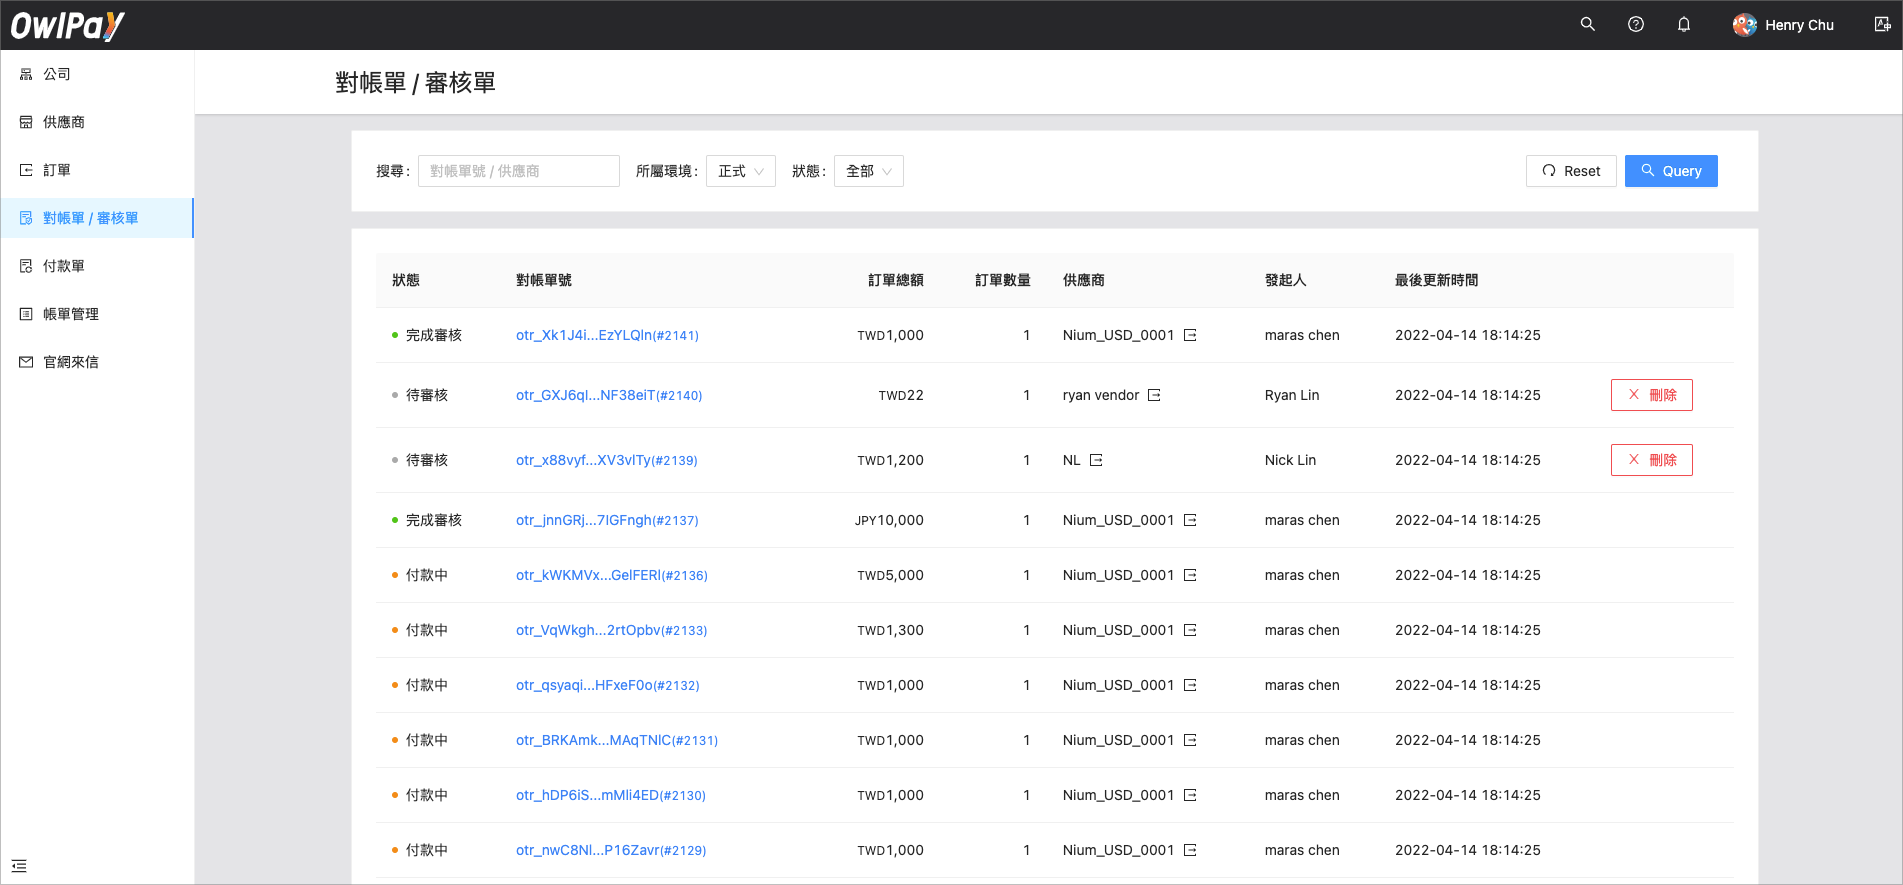 OwlPay
Henry Chu
公司
供應商
訂單
對帳單 / 審核單
付款單
帳單管理
官網來信
對帳單 / 審核單
搜尋: 對帳單號 / 供應商 所屬環境: 正式 狀態: 全部 Reset Query
狀態 對帳單號 訂單總額 訂單數量 供應商 發起人 最後更新時間
完成審核 otr_Xk1J4i...EzYLQIn(#2141) TWD1,000 1 Nium_USD_0001 maras chen 2022-04-14 18:14:25
待審核 otr_GXJ6ql...NF38eiT(#2140) TWD22 1 ryan vendor Ryan Lin 2022-04-14 18:14:25 刪除
待審核 otr_x88vyf...XV3vITy(#2139) TWD1,200 1 NL Nick Lin 2022-04-14 18:14:25 刪除
完成審核 otr_jnnGRj...7IGFngh(#2137) JPY10,000 1 Nium_USD_0001 maras chen 2022-04-14 18:14:25
付款中 otr_kWKMVx...GelFERI(#2136) TWD5,000 1 Nium_USD_0001 maras chen 2022-04-14 18:14:25
付款中 otr_VqWkgh...2rtOpbv(#2133) TWD1,300 1 Nium_USD_0001 maras chen 2022-04-14 18:14:25
付款中 otr_qsyaqi...HFxeF0o(#2132) TWD1,000 1 Nium_USD_0001 maras chen 2022-04-14 18:14:25
付款中 otr_BRKAmk...MAqTNIC(#2131) TWD1,000 1 Nium_USD_0001 maras chen 2022-04-14 18:14:25
付款中 otr_hDP6iS...mMli4ED(#2130) TWD1,000 1 Nium_USD_0001 maras chen 2022-04-14 18:14:25
付款中 otr_nwC8NI...P16Zavr(#2129) TWD1,000 1 Nium_USD_0001 maras chen 2022-04-14 18:14:25